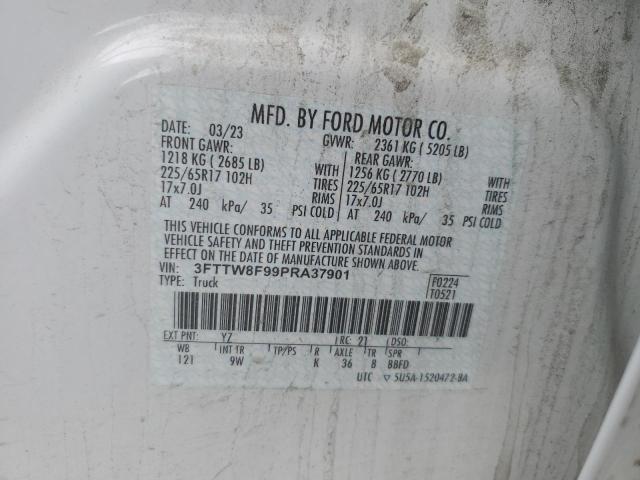 MFD. BY FORD MOTOR CO.
DATE: 03/23 GVWR: 2361 KG ( 5205 LB)
FRONT GAWR: REAR GAWR:
1218 KG ( 2685 LB) WITH 1256 KG ( 2770 LB) WITH
225/65R17 102H TIRES 225/65R17 102H TIRES
17x7.0J RIMS 17x7.0J RIMS
AT 240 kPa/ 35 PSI COLD AT 240 kPa/ 35 PSI COLD
THIS VEHICLE CONFORMS TO ALL APPLICABLE FEDERAL MOTOR
VEHICLE SAFETY AND THEFT PREVENTION STANDARDS IN
EFFECT ON THE DATE OF MANUFACTURE SHOWN ABOVE.
VIN: 3FTTW8F99PRA37901 F0224
TYPE: Truck T0521
EXT PNT: YZ RC: 21 DSO:
WB INT TR TP/PS R AXLE TR SPR
121 9W K 36 B BBFD
UTC ▽ 5U5A-1520472-BA